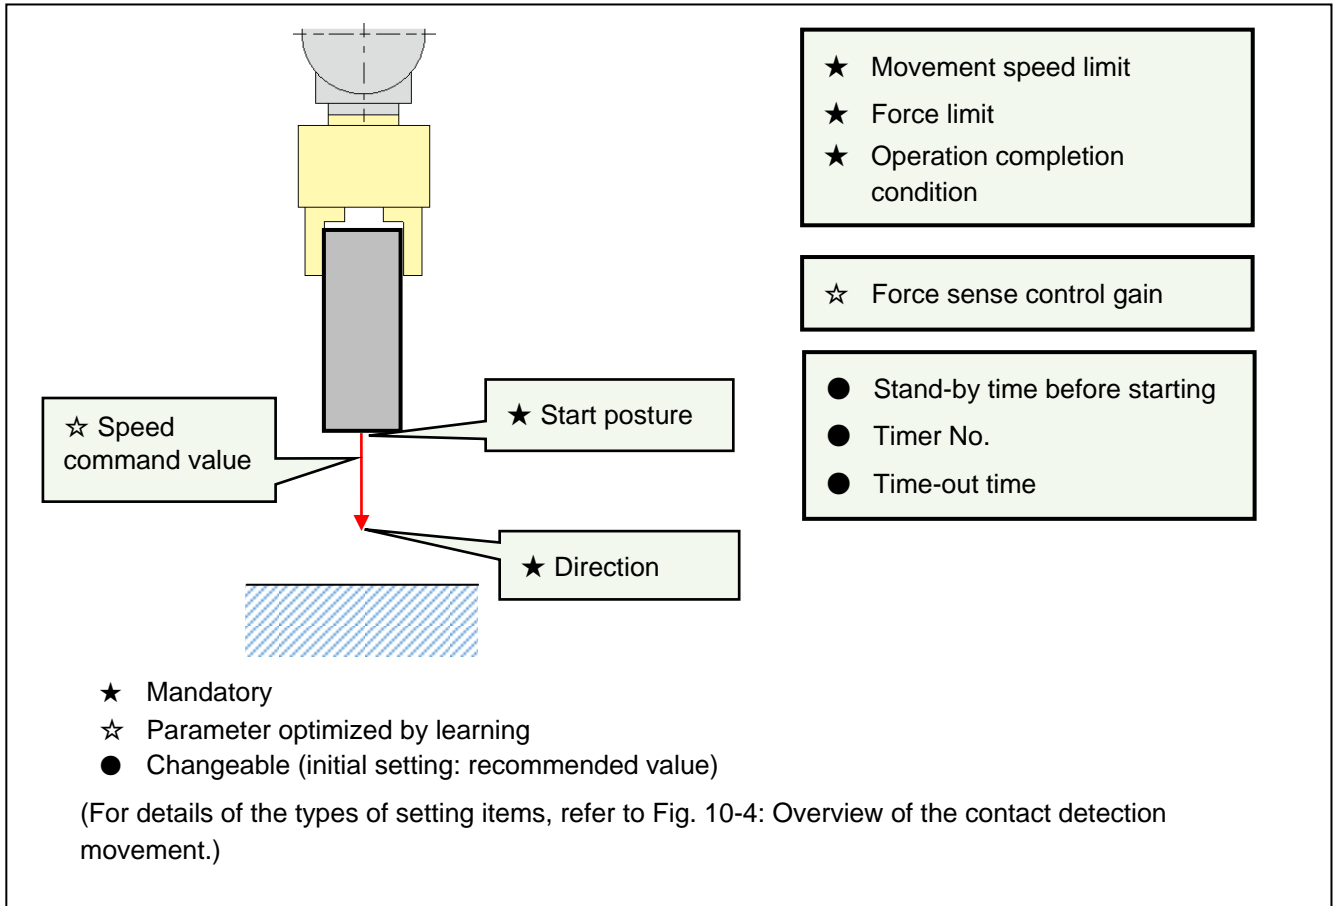 ★ Movement speed limit
★ Force limit
★ Operation completion
condition
☆ Force sense control gain
● Stand-by time before starting
● Timer No.
● Time-out time
☆ Speed
command value
★ Start posture
★ Direction
★ Mandatory
☆ Parameter optimized by learning
● Changeable (initial setting: recommended value)
(For details of the types of setting items, refer to Fig. 10-4: Overview of the contact detection
movement.)